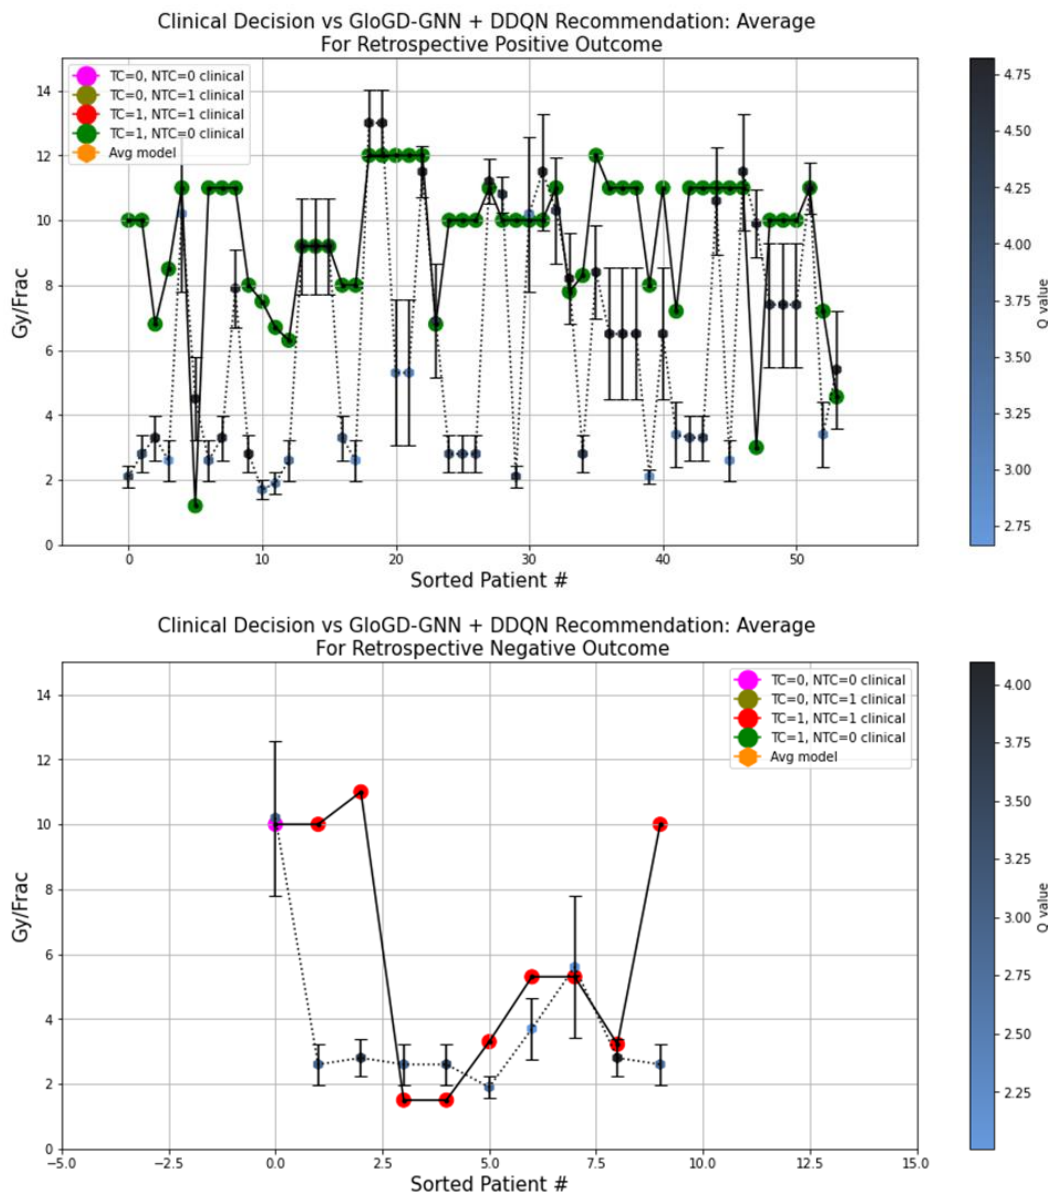 Clinical Decision vs GloGD-GNN + DDQN Recommendation: Average
For Retrospective Positive Outcome
TC=0, NTC=0 clinical
TC=0, NTC=1 clinical
TC=1, NTC=1 clinical
TC=1, NTC=0 clinical
Avg model
Gy/Frac
14
12
10
8
6
4
2
0
0 10 20 30 40 50
Sorted Patient #
4.75
4.50
4.25
4.00
3.75
3.50
3.25
3.00
2.75
Q value
Clinical Decision vs GloGD-GNN + DDQN Recommendation: Average
For Retrospective Negative Outcome
TC=0, NTC=0 clinical
TC=0, NTC=1 clinical
TC=1, NTC=1 clinical
TC=1, NTC=0 clinical
Avg model
Gy/Frac
14
12
10
8
6
4
2
0
−5.0 −2.5 0.0 2.5 5.0 7.5 10.0 12.5 15.0
Sorted Patient #
4.00
3.75
3.50
3.25
3.00
2.75
2.50
2.25
Q value